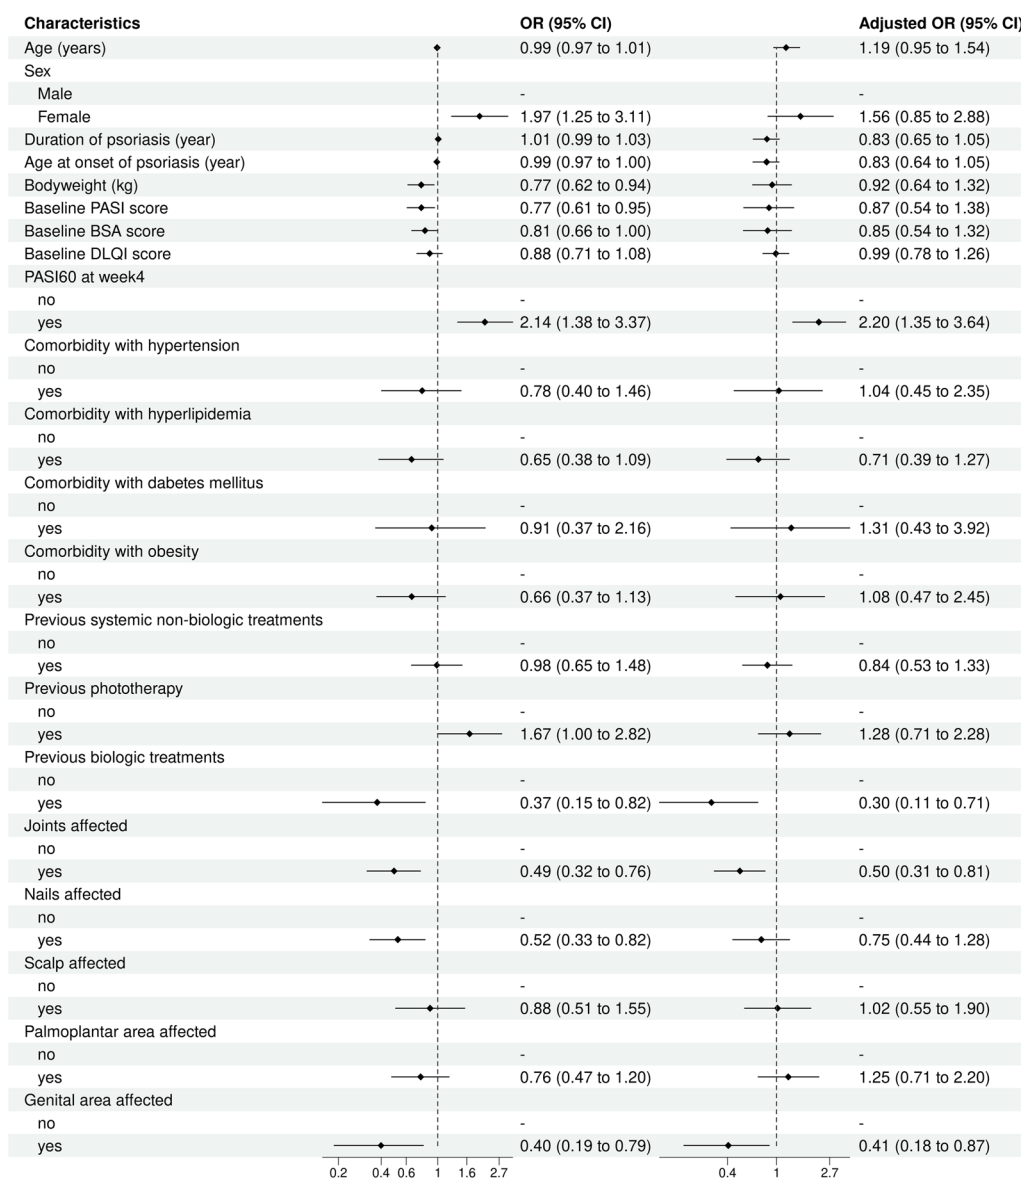 Characteristics OR (95% CI) Adjusted OR (95% CI)
Age (years) 0.99 (0.97 to 1.01) 1.19 (0.95 to 1.54)
Sex
Male - -
Female 1.97 (1.25 to 3.11) 1.56 (0.85 to 2.88)
Duration of psoriasis (year) 1.01 (0.99 to 1.03) 0.83 (0.65 to 1.05)
Age at onset of psoriasis (year) 0.99 (0.97 to 1.00) 0.83 (0.64 to 1.05)
Bodyweight (kg) 0.77 (0.62 to 0.94) 0.92 (0.64 to 1.32)
Baseline PASI score 0.77 (0.61 to 0.95) 0.87 (0.54 to 1.38)
Baseline BSA score 0.81 (0.66 to 1.00) 0.85 (0.54 to 1.32)
Baseline DLQI score 0.88 (0.71 to 1.08) 0.99 (0.78 to 1.26)
PASI60 at week4
no - -
yes 2.14 (1.38 to 3.37) 2.20 (1.35 to 3.64)
Comorbidity with hypertension
no - -
yes 0.78 (0.40 to 1.46) 1.04 (0.45 to 2.35)
Comorbidity with hyperlipidemia
no - -
yes 0.65 (0.38 to 1.09) 0.71 (0.39 to 1.27)
Comorbidity with dabetes mellitus
no - -
yes 0.91 (0.37 to 2.16) 1.31 (0.43 to 3.92)
Comorbidity with obesity
no - -
yes 0.66 (0.37 to 1.13) 1.08 (0.47 to 2.45)
Previous systemic non-biologic treatments
no - -
yes 0.98 (0.65 to 1.48) 0.84 (0.53 to 1.33)
Previous phototherapy
no - -
yes 1.67 (1.00 to 2.82) 1.28 (0.71 to 2.28)
Previous biologic treatments
no - -
yes 0.37 (0.15 to 0.82) 0.30 (0.11 to 0.71)
Joints affected
no - -
yes 0.49 (0.32 to 0.76) 0.50 (0.31 to 0.81)
Nails affected
no - -
yes 0.52 (0.33 to 0.82) 0.75 (0.44 to 1.28)
Scalp affected
no - -
yes 0.88 (0.51 to 1.55) 1.02 (0.55 to 1.90)
Palmoplantar area affected
no - -
yes 0.76 (0.47 to 1.20) 1.25 (0.71 to 2.20)
Genital area affected
no - -
yes 0.40 (0.19 to 0.79) 0.41 (0.18 to 0.87)
0.2 0.4 0.6 1 1.6 2.7 0.4 1 2.7